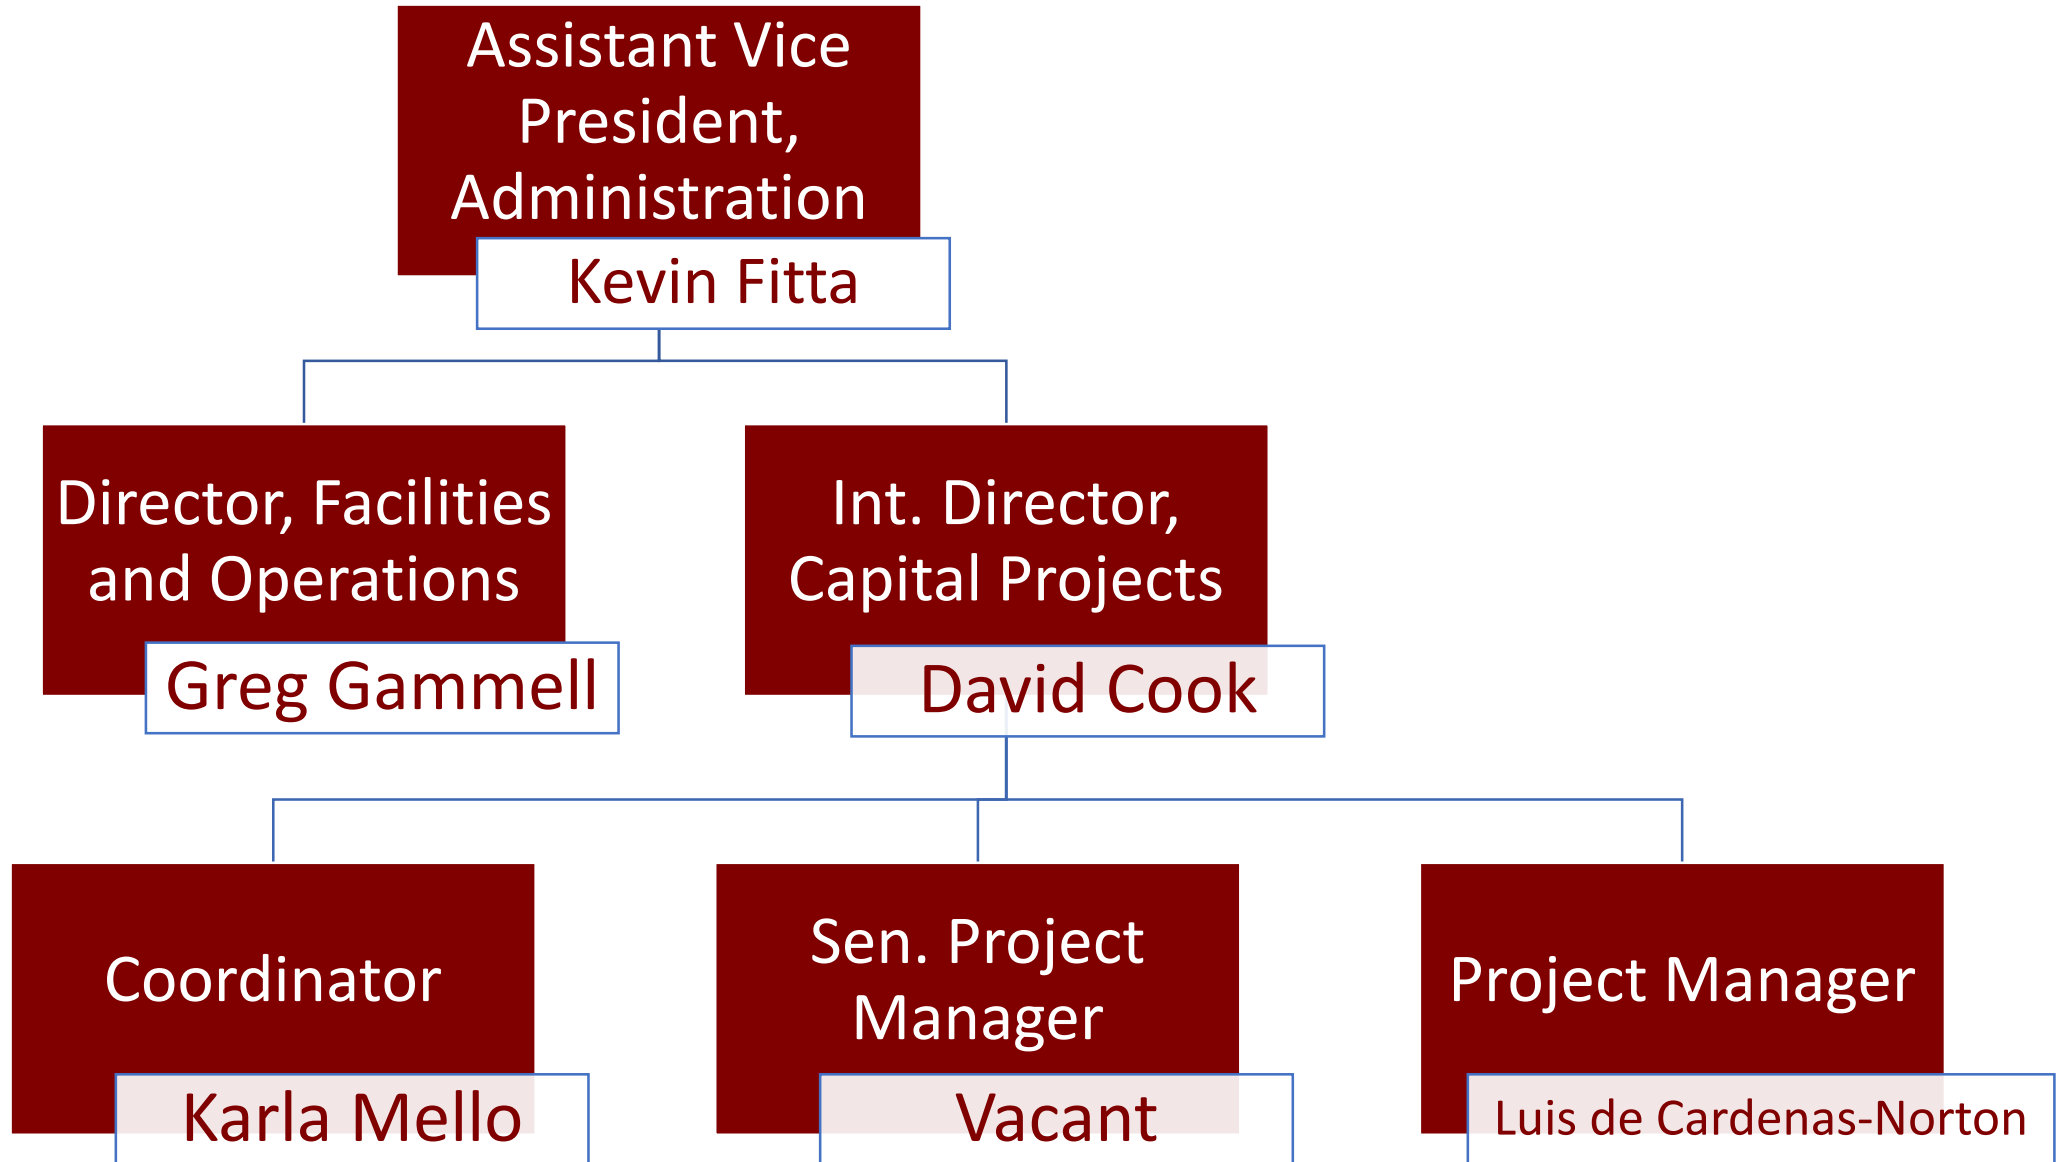 Assistant Vice
President,
Administration
Kevin Fitta
Director, Facilities
and Operations
Greg Gammell
Int. Director,
Capital Projects
David Cook
Coordinator
Karla Mello
Sen. Project
Manager
Vacant
Project Manager
Luis de Cardenas-Norton